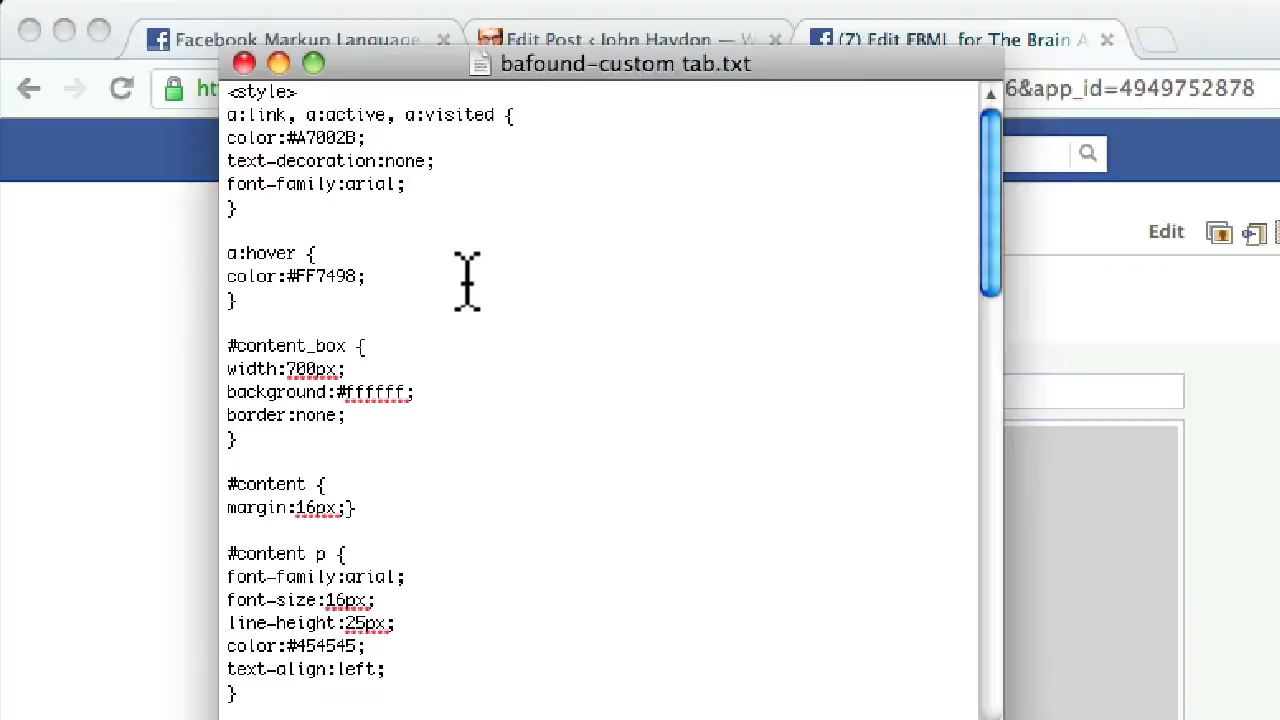 Facebook Markup Language
Edit Post ‹ John Haydon — W
(7) Edit FBML for The Brain A
bafound-custom tab.txt
6&app_id=4949752878
<style>
a:link, a:active, a:visited {
color:#A7002B;
text-decoration:none;
font-family:arial;
}
a:hover {
color:#FF7498;
}
#content_box {
width:700px;
background:#ffffff;
border:none;
}
#content {
margin:16px;}
#content p {
font-family:arial;
font-size:16px;
line-height:25px;
color:#454545;
text-align:left;
}
Edit